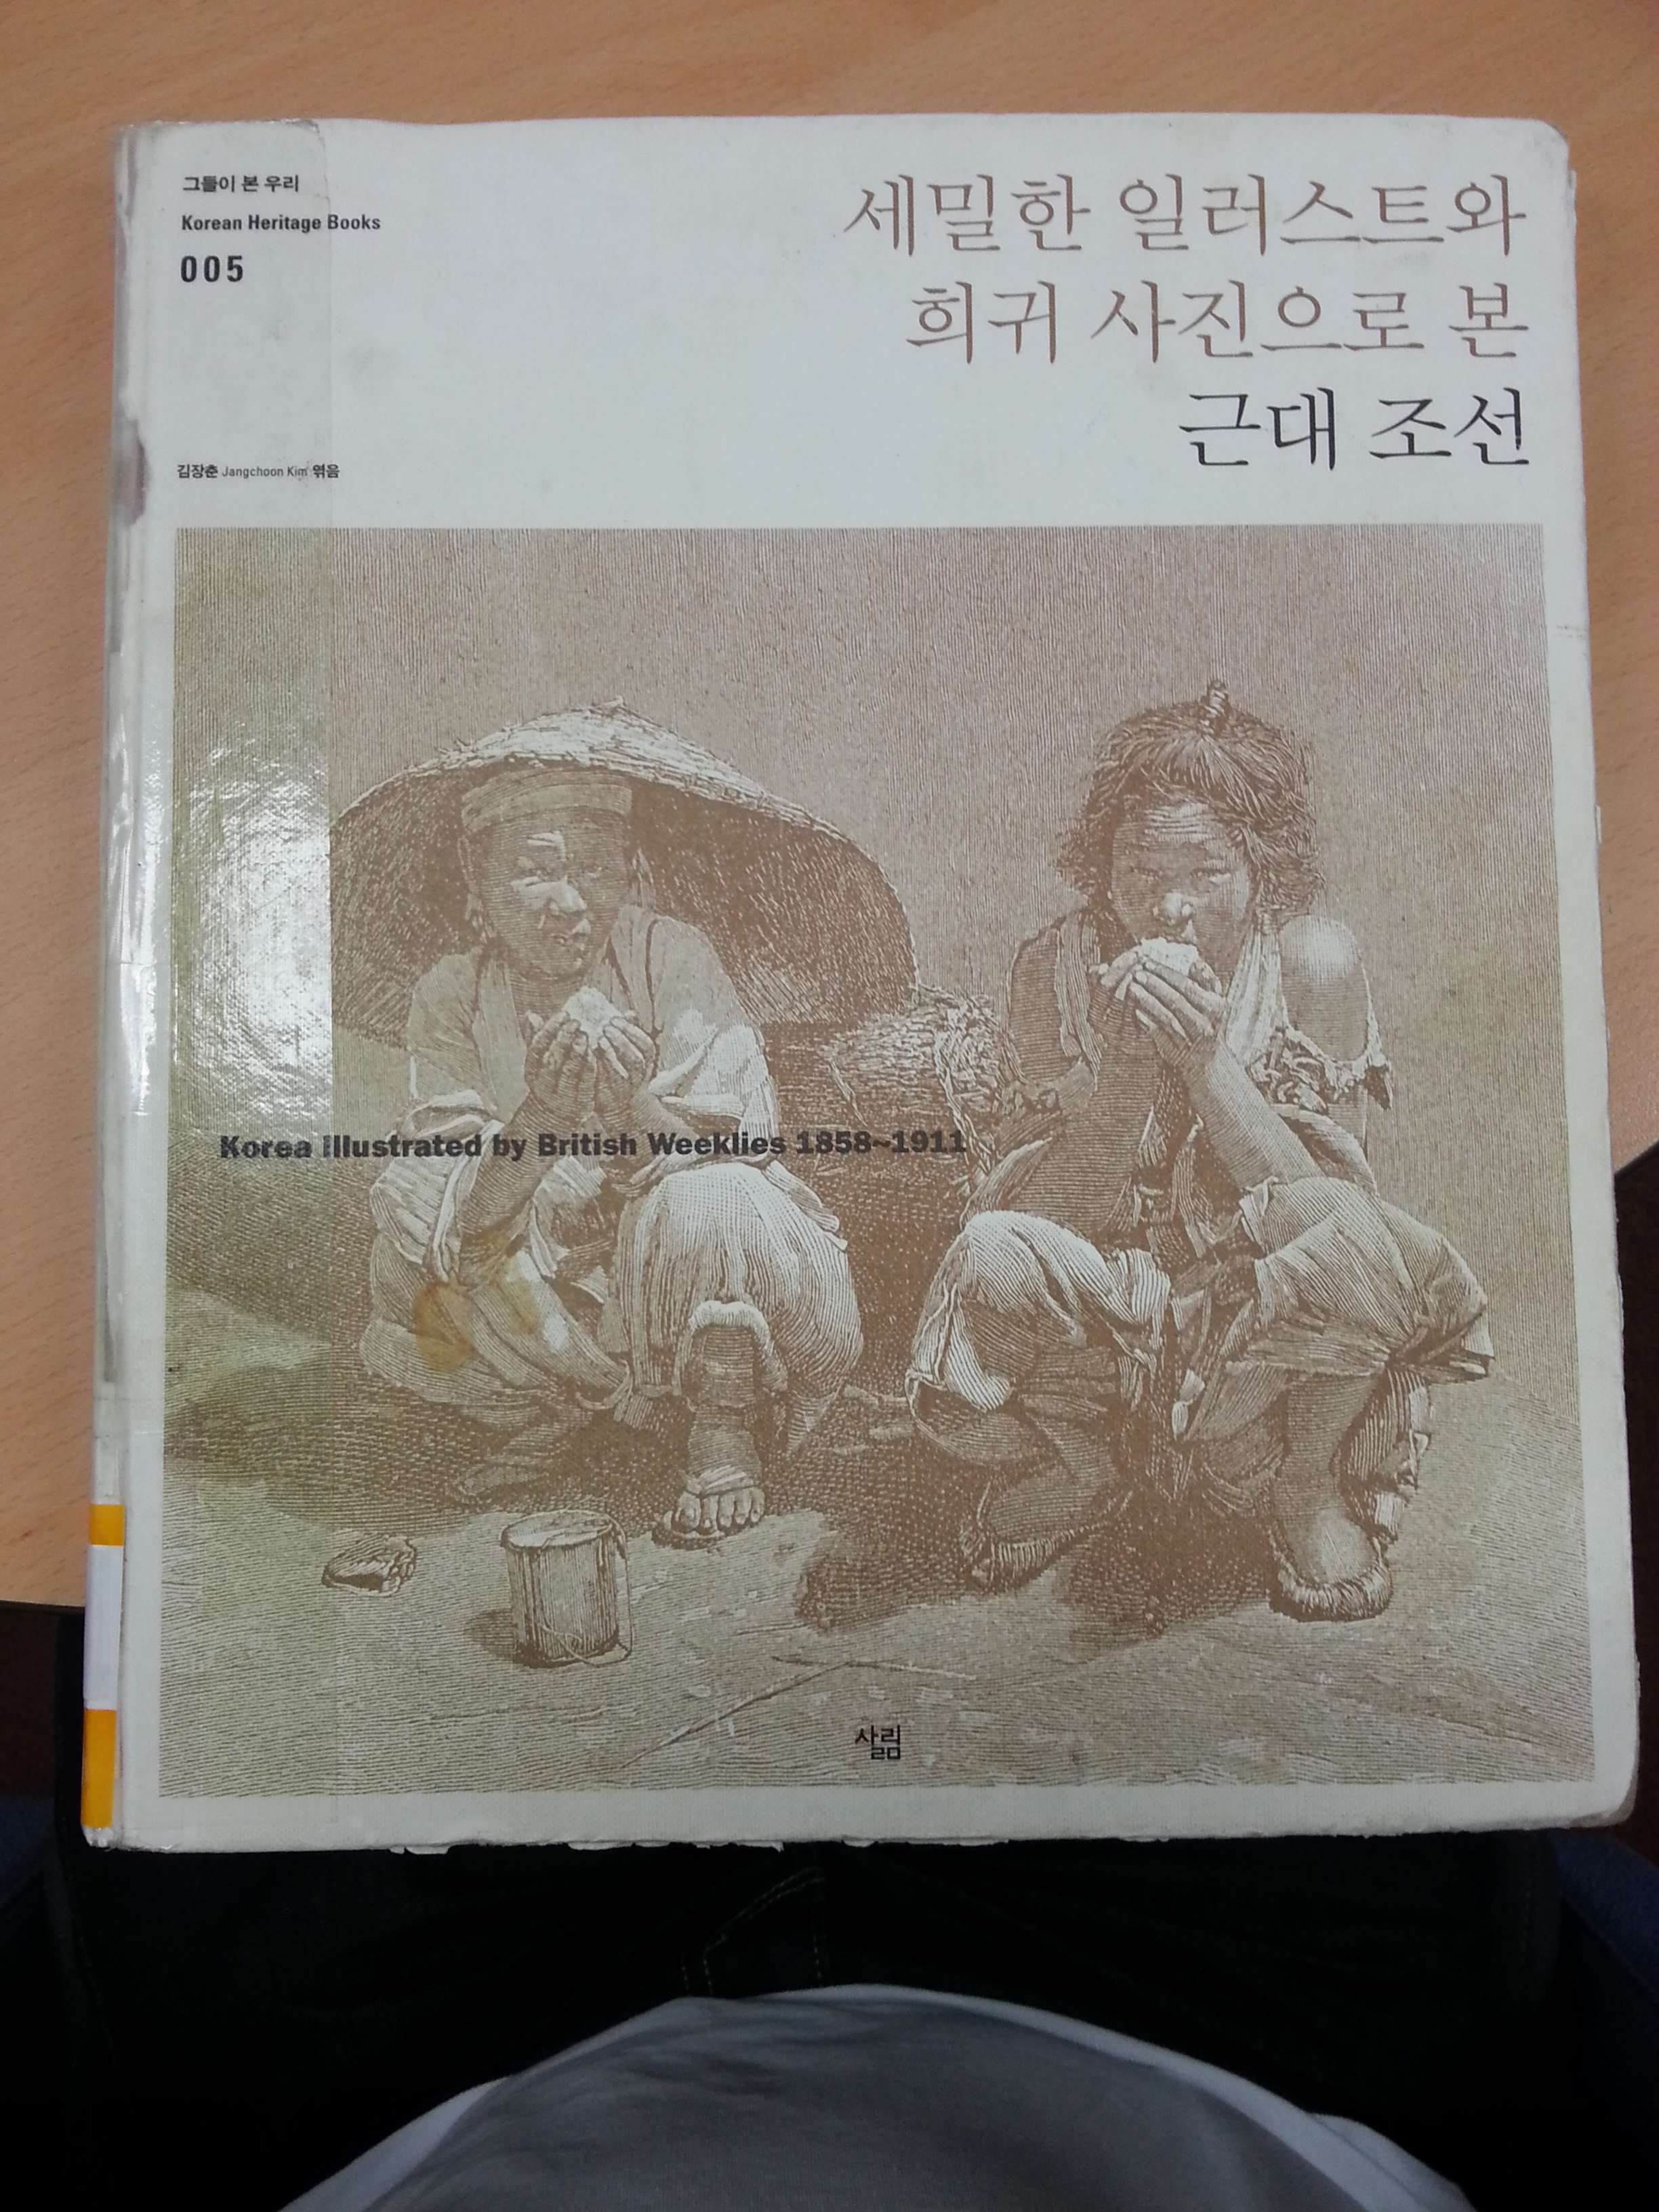 그들이 본 우리
Korean Heritage Books
005
세밀한 일러스트와
희귀 사진으로 본
근대 조선
김장춘 Jangchoon Kim 엮음
Korea Illustrated by British Weeklies 1858~1911
살림